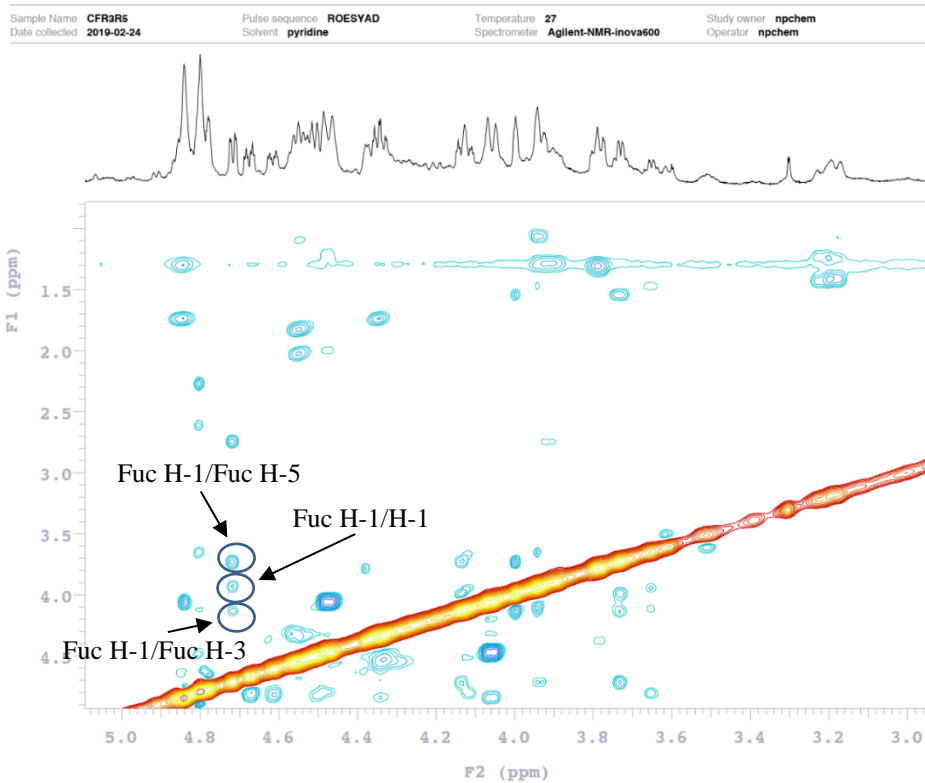 Sample Name CFR3R5 Pulse sequence ROESYAD Temperature 27 Study owner npchem
Date collected 2019-02-24 Solvent pyridine Spectrometer Agilent-NMR-inova600 Operator npchem
F1 (ppm)
1.5
2.0
2.5
3.0
Fuc H-1/Fuc H-5
Fuc H-1/H-1
3.5
4.0
Fuc H-1/Fuc H-3
4.5
5.0 4.8 4.6 4.4 4.2 4.0 3.8 3.6 3.4 3.2 3.0
F2 (ppm)